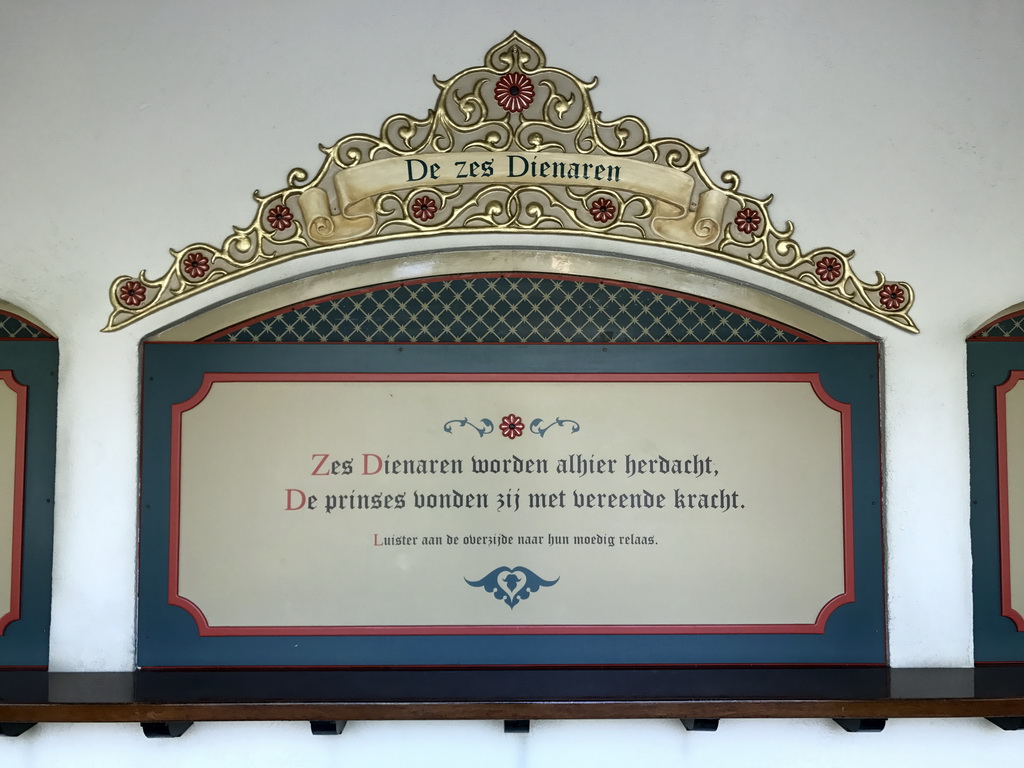 De zes Dienaren
Zes Dienaren worden alhier herdacht,
De prinses vonden zij met vereende kracht.
Luister aan de overzijde naar hun moedig relaas.